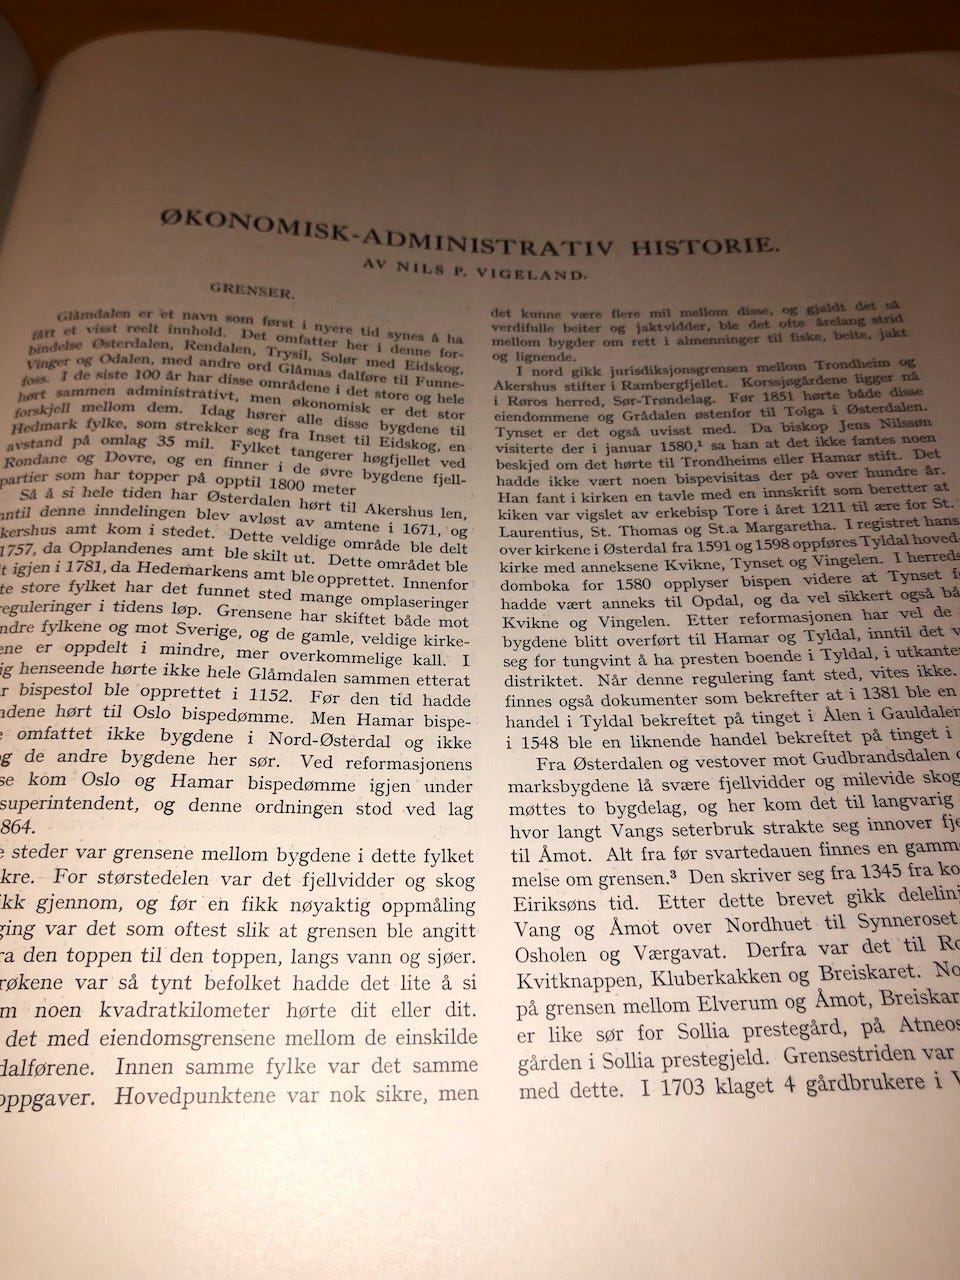 ØKONOMISK-ADMINISTRATIV HISTORIE.
AV NILS P. VIGELAND.
GRENSER.
Glåmdalen er et navn som først i nyere tid synes å ha
fått et visst reelt innhold. Det omfatter her i denne for-
bindelse Østerdalen, Rendalen, Trysil, Solør med Eidskog,
Vinger og Odalen, med andre ord Glåmas dalføre til Funne-
foss. I de siste 100 år har disse områdene i det store og hele
hørt sammen administrativt, men økonomisk er det stor
forskjell mellom dem. Idag hører alle disse bygdene til
Hedmark fylke, som strekker seg fra Inset til Eidskog, en
avstand på omlag 35 mil. Fylket tangerer høgfjellet ved
Rondane og Dovre, og en finner i de øvre bygdene fjell-
partier som har topper på opptil 1800 meter
Så å si hele tiden har Østerdalen hørt til Akershus len,
inntil denne inndelingen blev avløst av amtene i 1671, og
kershus amt kom i stedet. Dette veldige område ble delt
1757, da Opplandenes amt ble skilt ut. Dette området ble
t igjen i 1781, da Hedemarkens amt ble opprettet. Innenfor
te store fylket har det funnet sted mange omplaseringer
reguleringer i tidens løp. Grensene har skiftet både mot
ndre fylkene og mot Sverige, og de gamle, veldige kirke-
ene er oppdelt i mindre, mer overkommelige kall. I
ig henseende hørte ikke hele Glåmdalen sammen etterat
r bispestol ble opprettet i 1152. Før den tid hadde
ndene hørt til Oslo bispedømme. Men Hamar bispe-
e omfattet ikke bygdene i Nord-Østerdal og ikke
g de andre bygdene her sør. Ved reformasjonens
se kom Oslo og Hamar bispedømme igjen under
superintendent, og denne ordningen stod ved lag
864.
e steder var grensene mellom bygdene i dette fylket
kre. For størstedelen var det fjellvidder og skog
ikk gjennom, og før en fikk nøyaktig oppmåling
ging var det som oftest slik at grensen ble angitt
ra den toppen til den toppen, langs vann og sjøer.
røkene var så tynt befolket hadde det lite å si
m noen kvadratkilometer hørte dit eller dit.
det med eiendomsgrensene mellom de einskilde
dalførene. Innen samme fylke var det samme
oppgaver. Hovedpunktene var nok sikre, men
det kunne være flere mil mellom disse, og gjaldt det så
verdifulle beiter og jaktvidder, ble det ofte årelang strid
mellom bygder om rett i almenninger til fiske, beite, jakt
og lignende.
I nord gikk jurisdiksjonsgrensen mellom Trondheim og
Akershus stifter i Rambergfjellet. Korssjøgårdene ligger nå
i Røros herred, Sør-Trøndelag. Før 1851 hørte både disse
eiendommene og Grådalen østenfor til Tolga i Østerdalen.
Tynset er det også uvisst med. Da biskop Jens Nilssøn
visiterte der i januar 1580,¹ sa han at det ikke fantes noen
beskjed om det hørte til Trondheims eller Hamar stift. Det
hadde ikke vært noen bispevisitas der på over hundre år.
Han fant i kirken en tavle med en innskrift som beretter at
kiken var vigslet av erkebisp Tore i året 1211 til ære for St.
Laurentius, St. Thomas og St.a Margaretha. I registret hans
over kirkene i Østerdal fra 1591 og 1598 oppføres Tyldal hoved-
kirke med anneksene Kvikne, Tynset og Vingelen. I herreds
domboka for 1580 opplyser bispen videre at Tynset f
hadde vært anneks til Opdal, og da vel sikkert også bå
Kvikne og Vingelen. Etter reformasjonen har vel de
bygdene blitt overført til Hamar og Tyldal, inntil det v
seg for tungvint å ha presten boende i Tyldal, i utkanten
distriktet. Når denne regulering fant sted, vites ikke.
finnes også dokumenter som bekrefter at i 1381 ble en
handel i Tyldal bekreftet på tinget i Ålen i Gauldalen
i 1548 ble en liknende handel bekreftet på tinget i
Fra Østerdalen og vestover mot Gudbrandsdalen o
marksbygdene lå svære fjellvidder og milevide skog
møttes to bygdelag, og her kom det til langvarig
hvor langt Vangs seterbruk strakte seg innover fje
til Åmot. Alt fra før svartedauen finnes en gamm
melse om grensen.³ Den skriver seg fra 1345 fra ko
Eiriksøns tid. Etter dette brevet gikk delelinj
Vang og Åmot over Nordhuet til Synneroset
Osholen og Værgavat. Derfra var det til Ro
Kvitknappen, Kluberkakken og Breiskaret. No
på grensen mellom Elverum og Åmot, Breiskar
er like sør for Sollia prestegård, på Atneos
gården i Sollia prestegjeld. Grensestriden var
med dette. I 1703 klaget 4 gårdbrukere i V